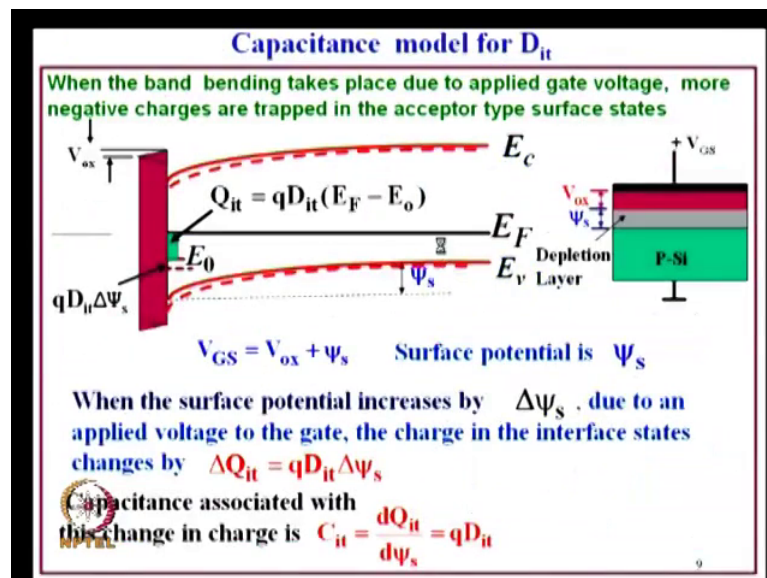 Capacitance model for Dit
When the band bending takes place due to applied gate voltage, more
negative charges are trapped in the acceptor type surface states
Vox
Ec
Qit = qDit(EF − Eo)
EF
E0
Ev
Ψs
qDitΔΨs
+ VGS
Vox
Ψs
Depletion
Layer
P-Si
VGS = Vox + ψs Surface potential is Ψs
When the surface potential increases by Δψs . due to an
applied voltage to the gate, the charge in the interface states
changes by ΔQit = qDitΔψs
Capacitance associated with
this change in charge is Cit = dQit/dψs = qDit
NPTEL
9